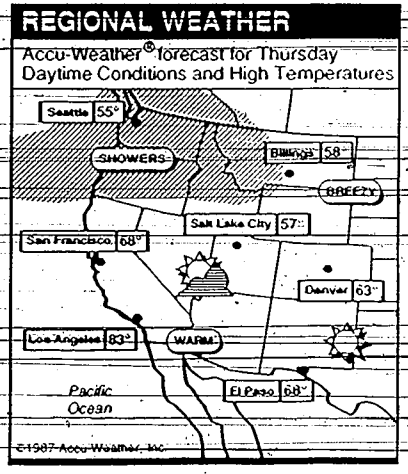 REGIONAL WEATHER
Accu-Weather® forecast for Thursday
Daytime Conditions and High Temperatures
Seattle 55°
SHOWERS
Billings 58°
BREEZY
Salt Lake City 57°
San Francisco 68°
Denver 63°
Los Angeles 83°
WARM
El Paso 68°
Pacific
Ocean
©1987 Accu-Weather, Inc.